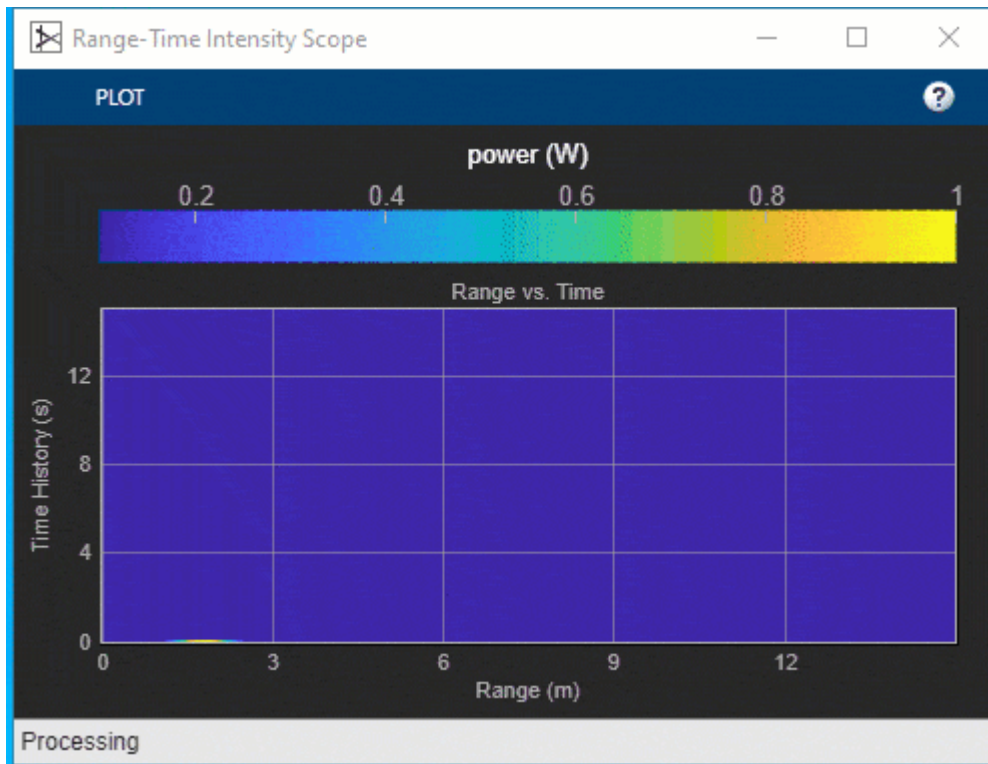 Range-Time Intensity Scope
PLOT
?
power (W)
0.2 0.4 0.6 0.8 1
Range vs. Time
12
8
4
0
Time History (s)
0 3 6 9 12
Range (m)
Processing